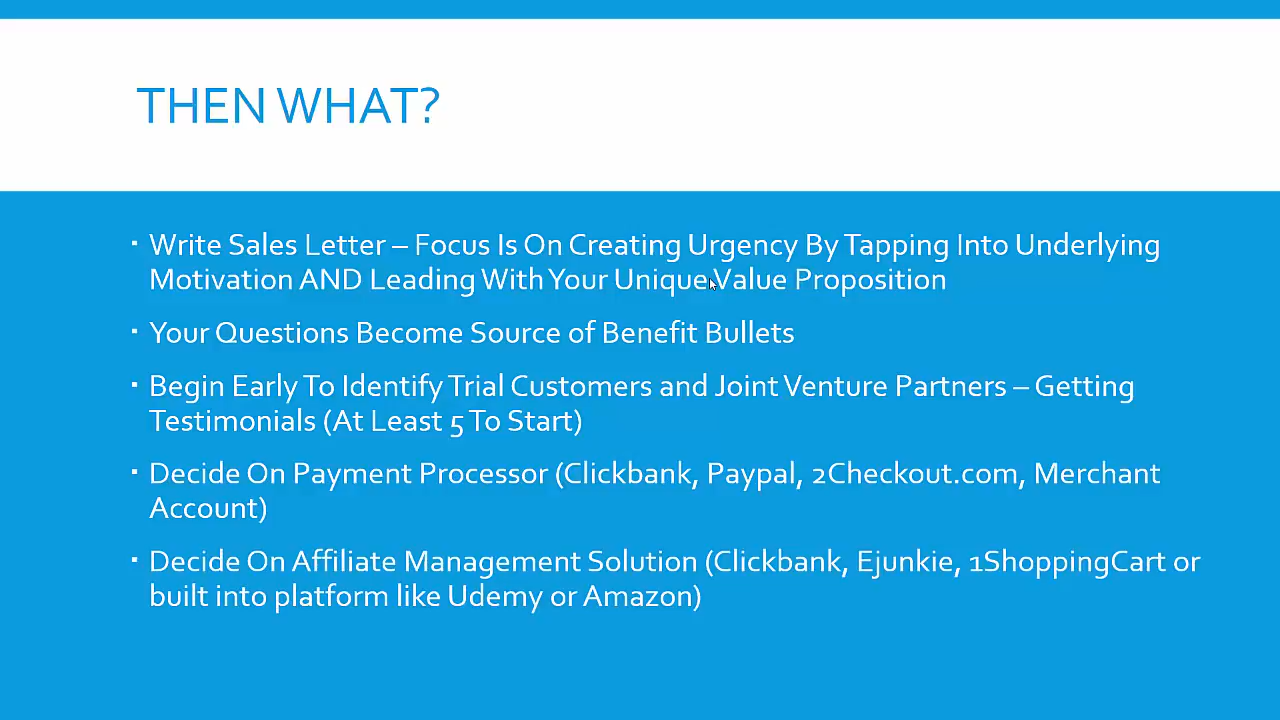 THEN WHAT?
▪ Write Sales Letter – Focus Is On Creating Urgency By Tapping Into Underlying
Motivation AND Leading With Your Unique Value Proposition
▪ Your Questions Become Source of Benefit Bullets
▪ Begin Early To Identify Trial Customers and Joint Venture Partners – Getting
Testimonials (At Least 5 To Start)
▪ Decide On Payment Processor (Clickbank, Paypal, 2Checkout.com, Merchant
Account)
▪ Decide On Affiliate Management Solution (Clickbank, Ejunkie, 1ShoppingCart or
built into platform like Udemy or Amazon)